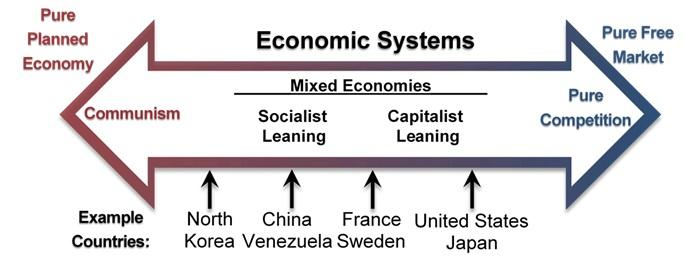 Pure
Planned
Economy
Economic Systems
Pure Free
Market
Mixed Economies
Communism
Socialist
Leaning
Capitalist
Leaning
Pure
Competition
Example
Countries:
North
Korea
China
Venezuela
France
Sweden
United States
Japan